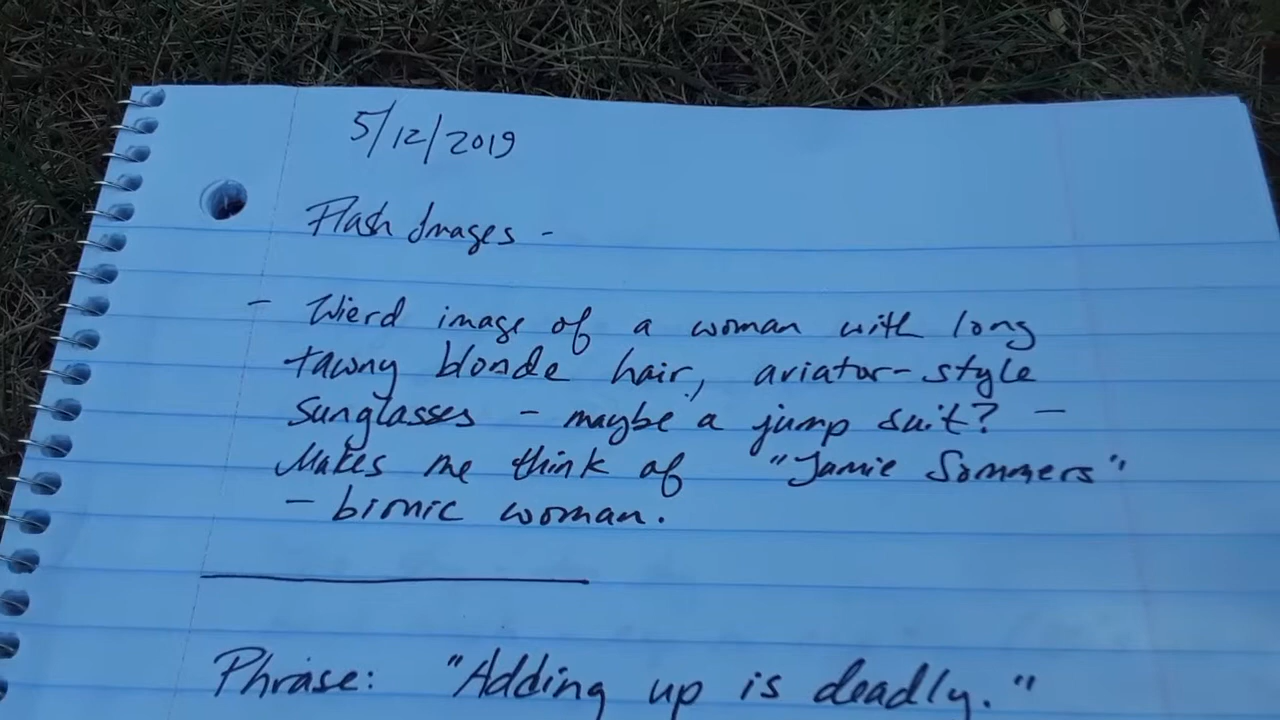 5/12/2019
Flash Images -
- Wierd image of a woman with long
tawny blonde hair, aviator-style
sunglasses - maybe a jump suit? -
Makes me think of "Jamie Sommers"
- bionic woman.
Phrase: "Adding up is deadly."